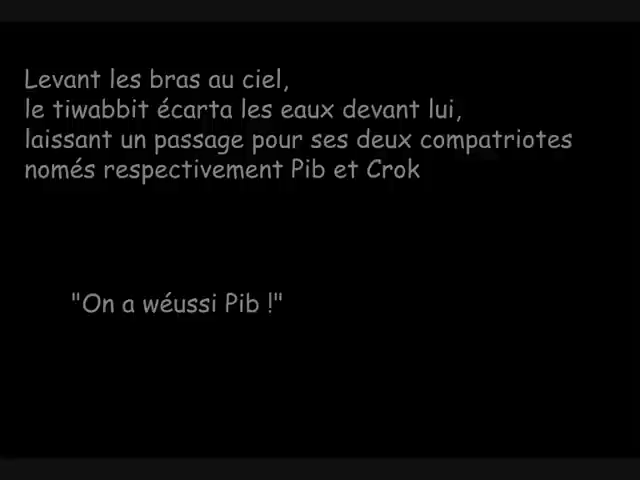 Levant les bras au ciel,
le tiwabbit écarta les eaux devant lui,
laissant un passage pour ses deux compatriotes
només respectivement Pib et Crok
"On a wéussi Pib !"